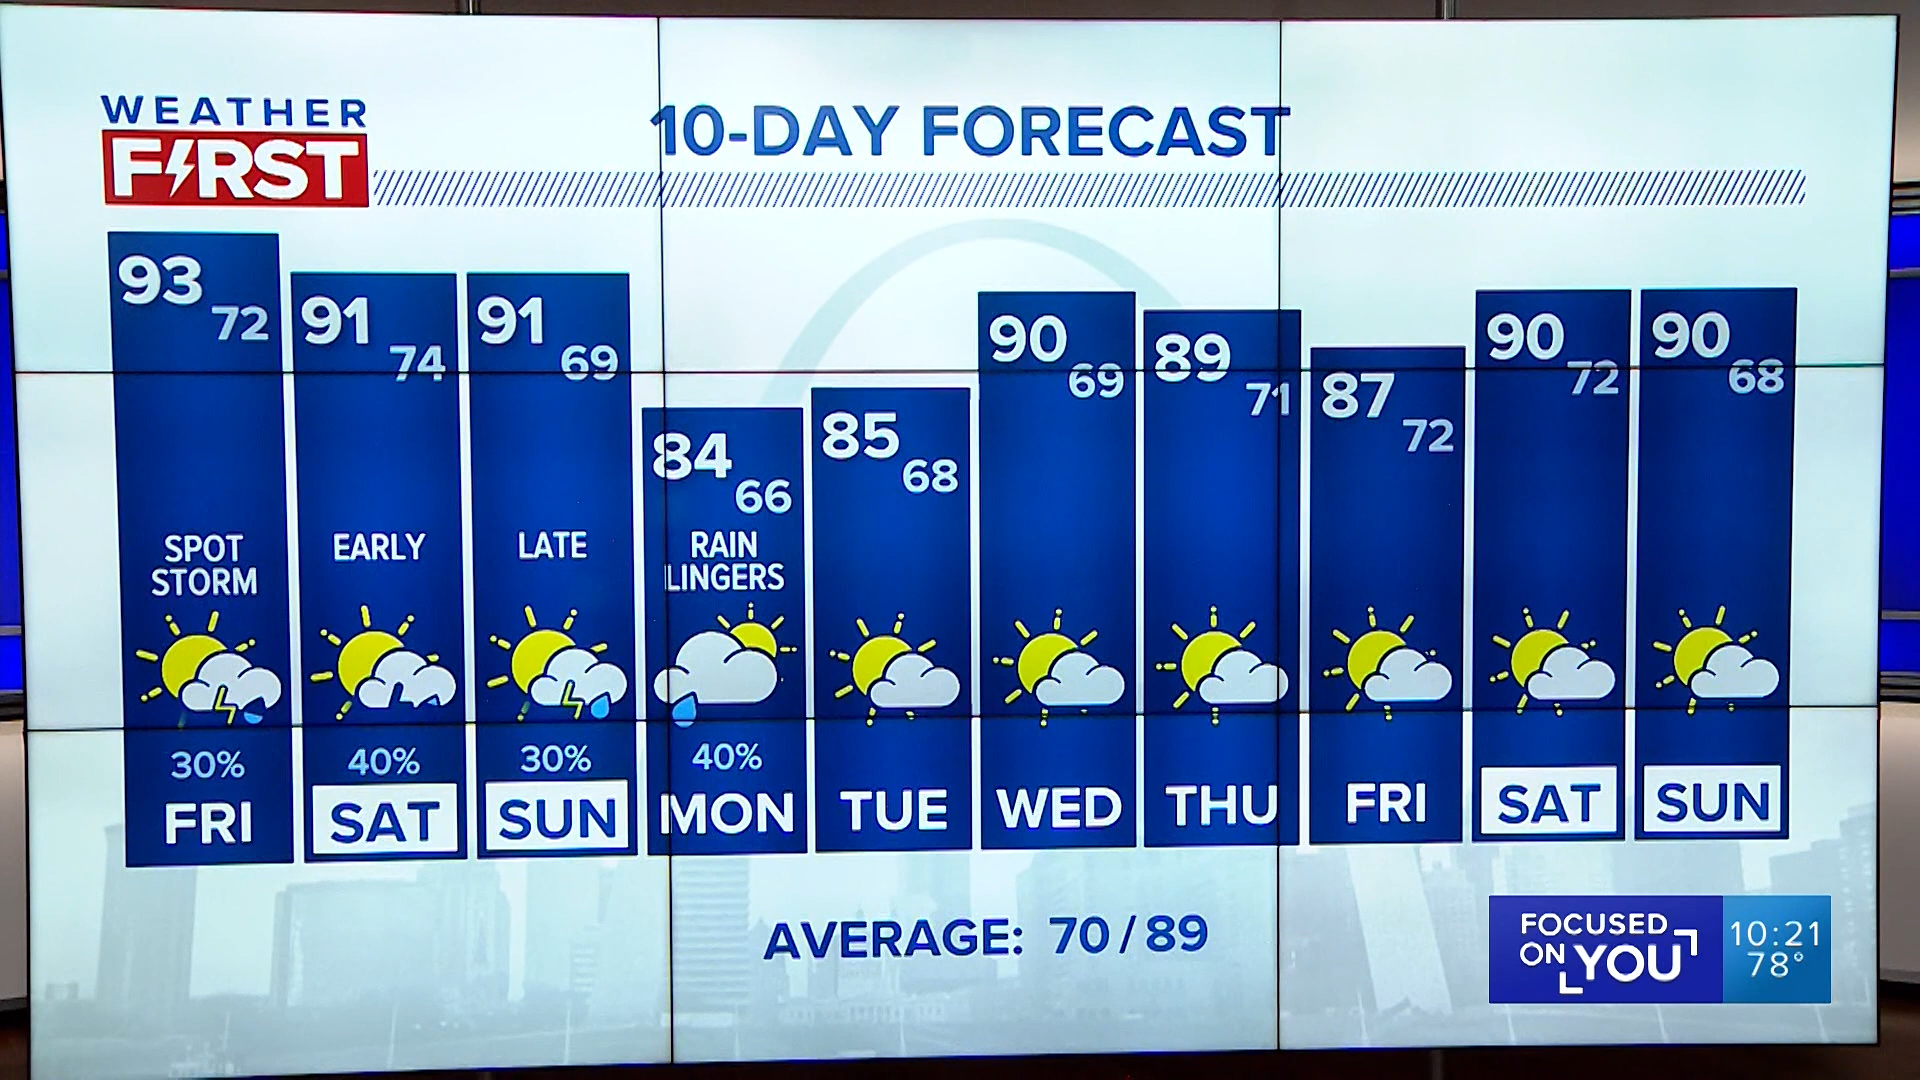 WEATHER
FIRST
10-DAY FORECAST
93
72
SPOT
STORM
30%
FRI
91
74
EARLY
40%
SAT
91
69
LATE
30%
SUN
84
66
RAIN
LINGERS
40%
MON
85
68
TUE
90
69
WED
89
71
THU
87
72
FRI
90
72
SAT
90
68
SUN
AVERAGE: 70/89
FOCUSED
ON YOU
10:21
78°